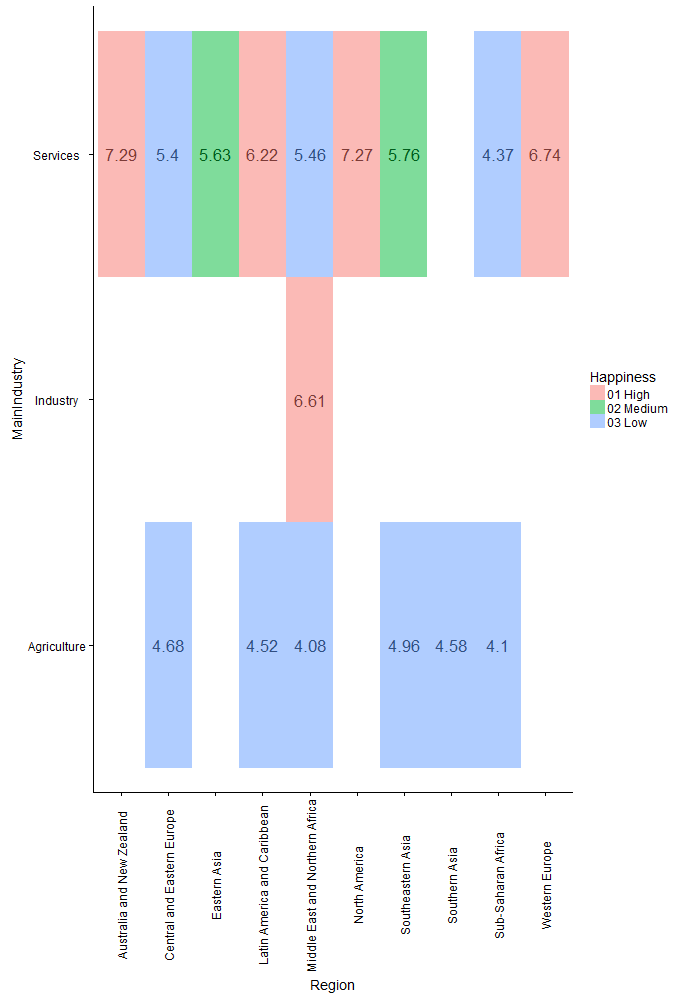 Services
7.29 5.4 5.63 6.22 5.46 7.27 5.76 4.37 6.74
Industry
6.61
Agriculture
4.68 4.52 4.08 4.96 4.58 4.1
MainIndustry
Happiness
01 High
02 Medium
03 Low
Australia and New Zealand
Central and Eastern Europe
Eastern Asia
Latin America and Caribbean
Middle East and Northern Africa
North America
Southeastern Asia
Southern Asia
Sub-Saharan Africa
Western Europe
Region